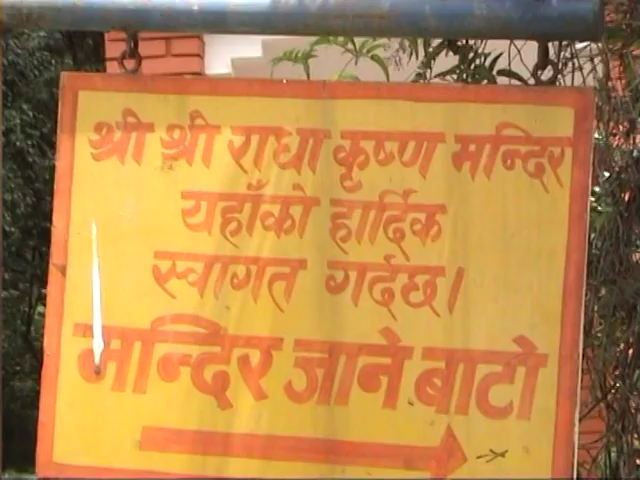 श्री श्री राधा कृष्ण मन्दिर
यहाँको हार्दिक
स्वागत गर्दछ।
मन्दिर जाने बाटो